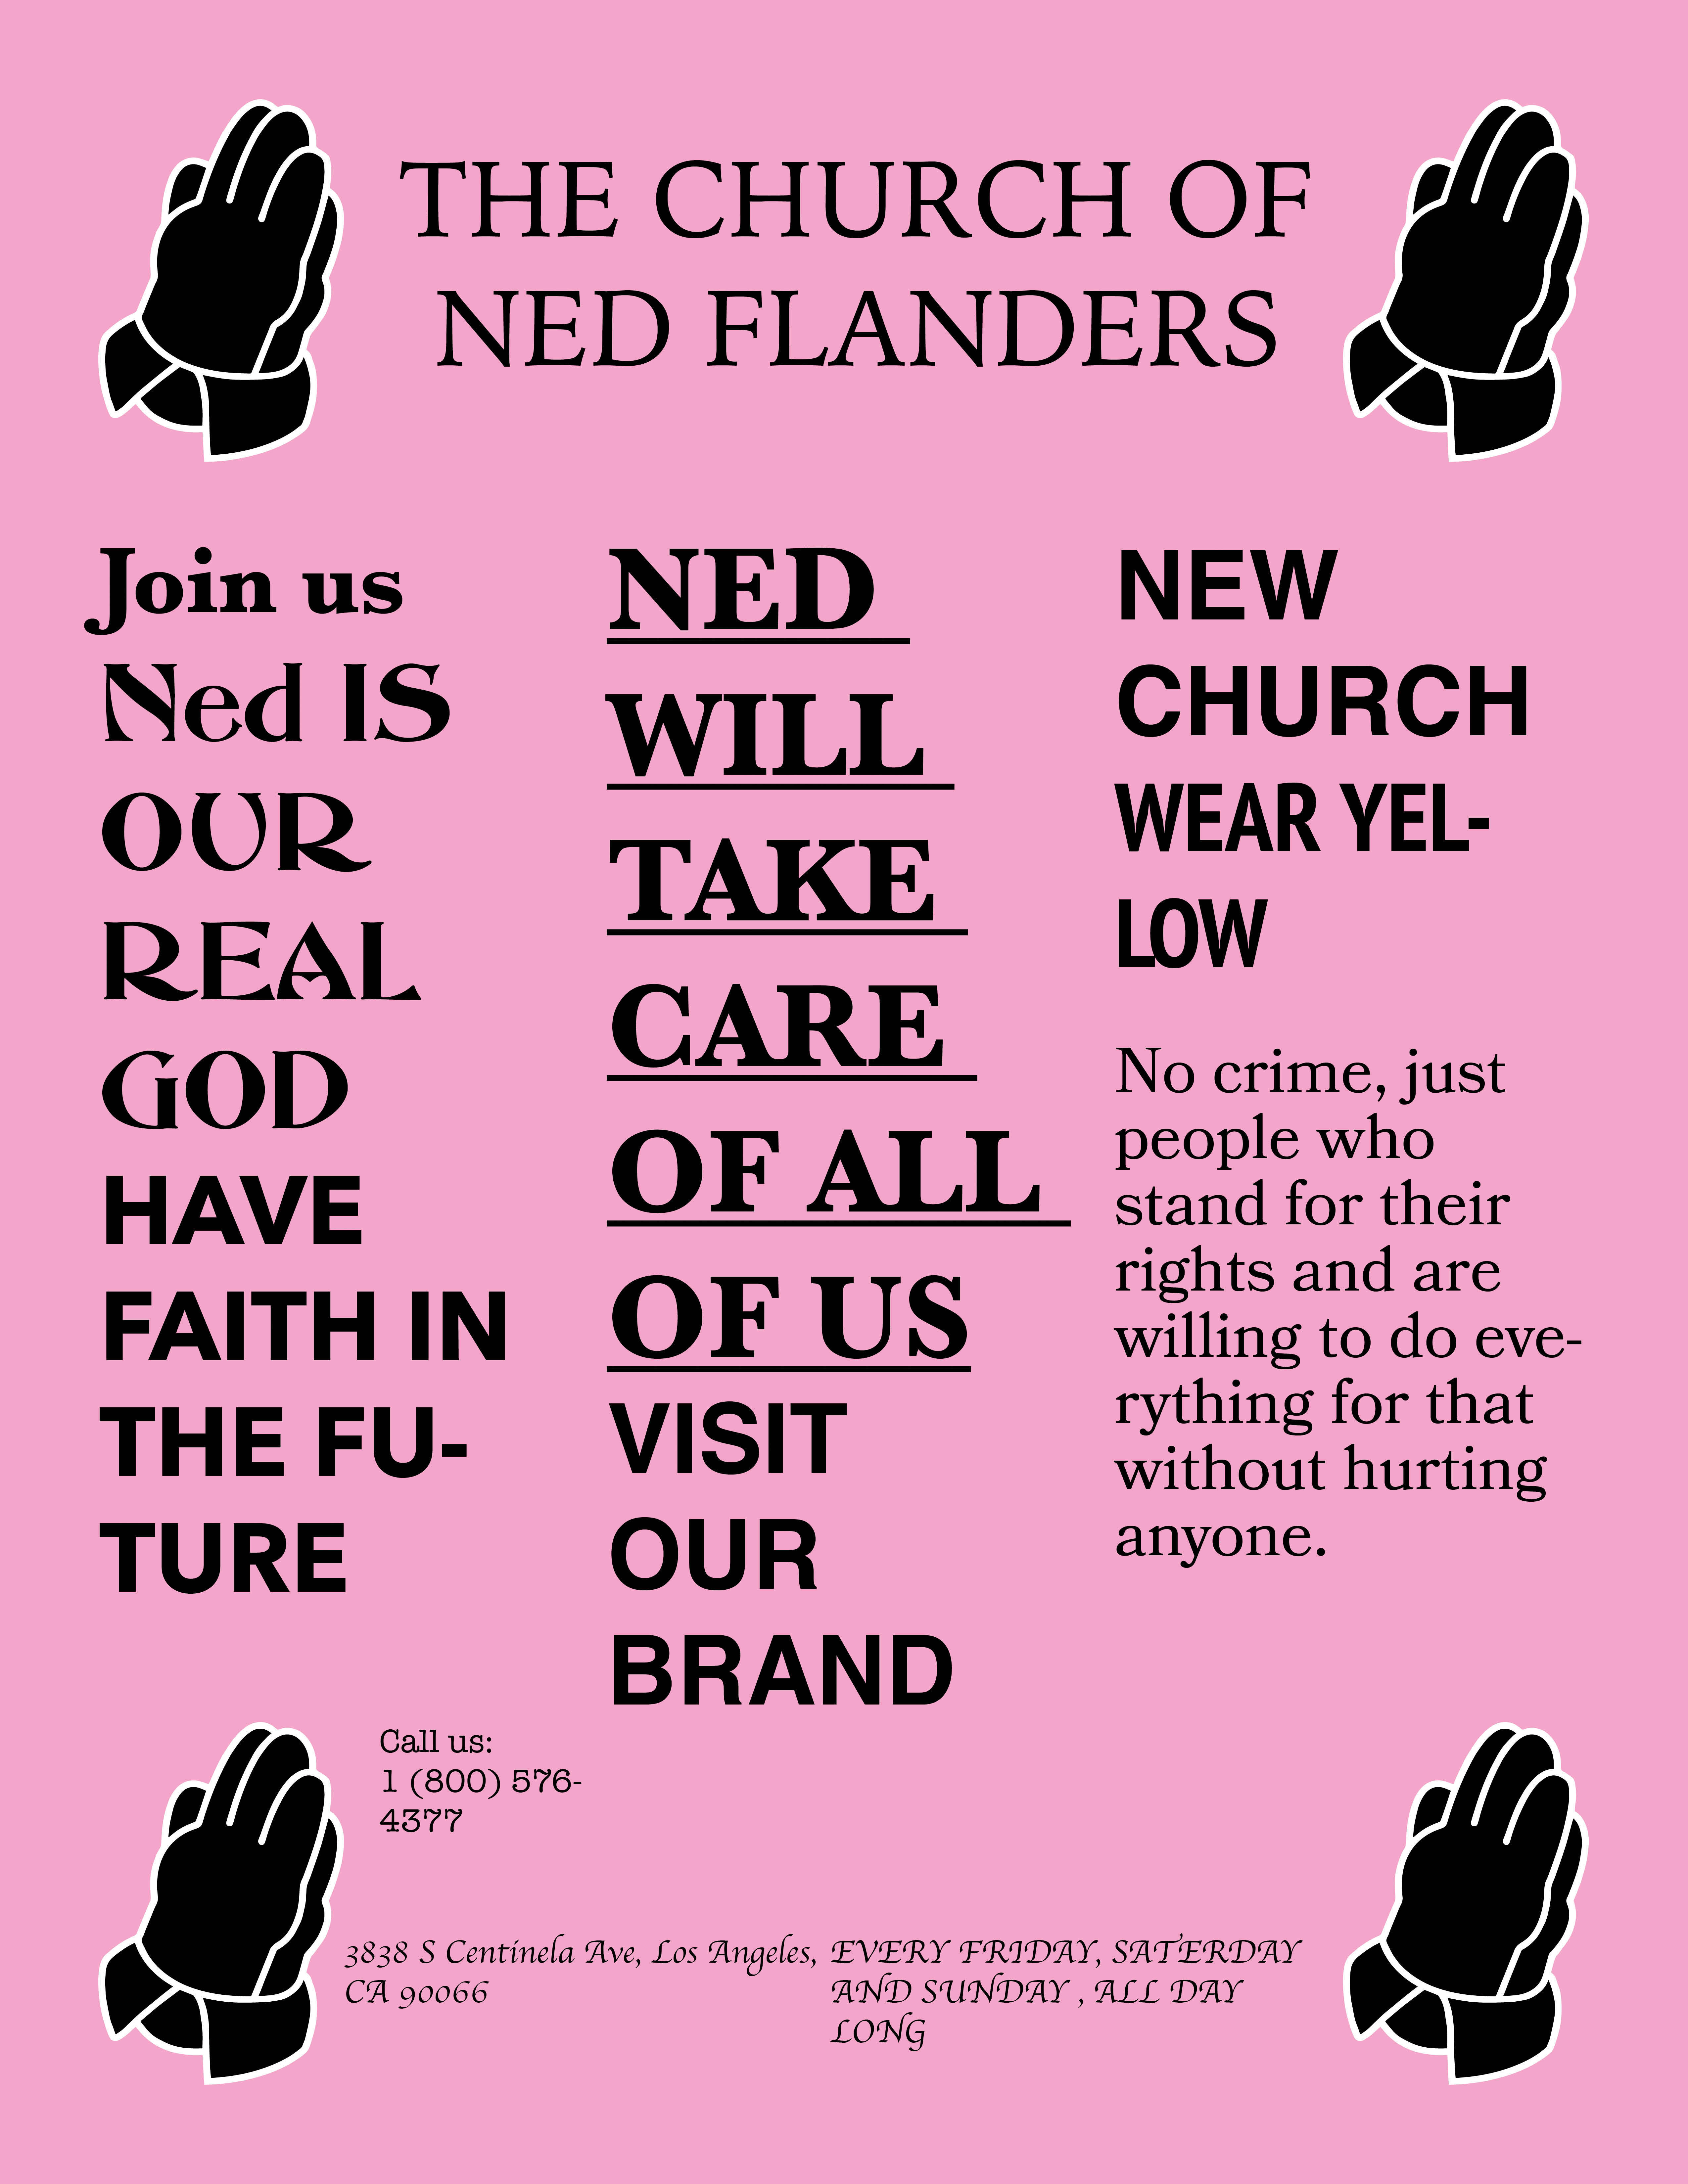 THE CHURCH OF
NED FLANDERS
Join us
Ned IS
OUR
REAL
GOD
HAVE
FAITH IN
THE FU-
TURE
NED
WILL
TAKE
CARE
OF ALL
OF US
VISIT
OUR
BRAND
NEW
CHURCH
WEAR YEL-
LOW
No crime, just
people who
stand for their
rights and are
willing to do eve-
rything for that
without hurting
anyone.
Call us:
1 (800) 576-
4377
3838 S Centinela Ave, Los Angeles,
CA 90066
EVERY FRIDAY, SATERDAY
AND SUNDAY , ALL DAY
LONG